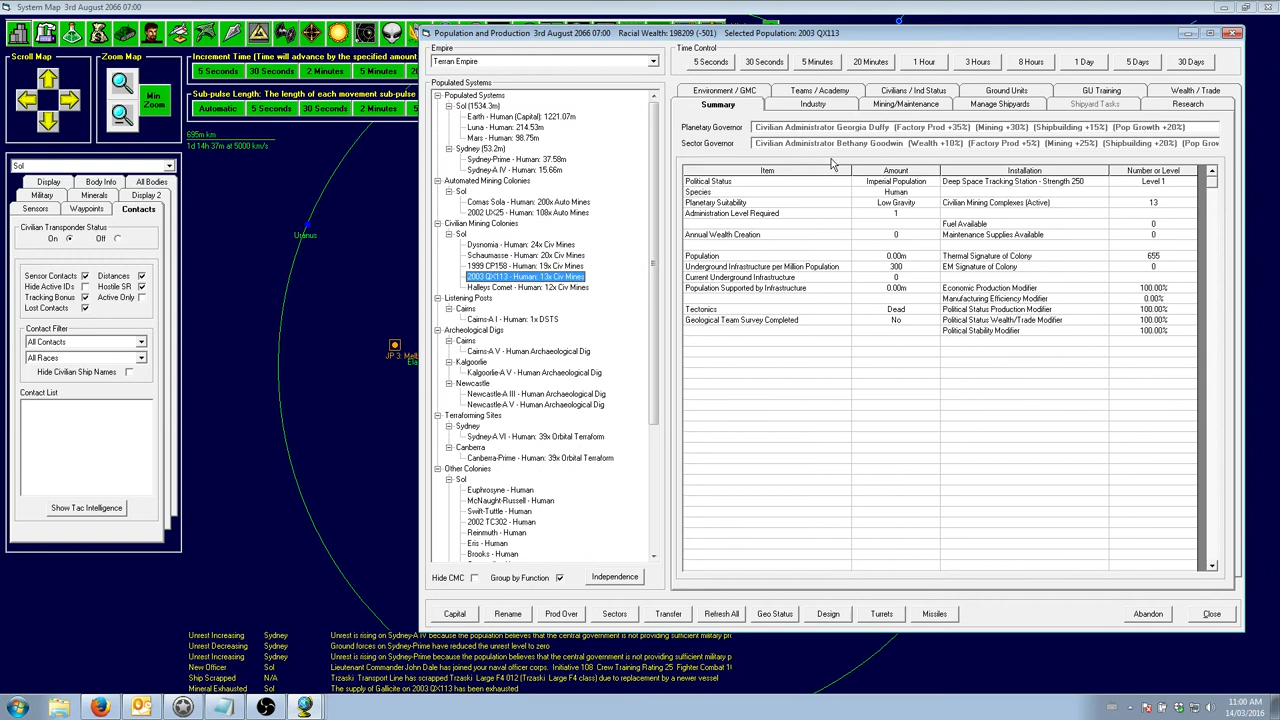 System Map 3rd August 2066 07:00
Scroll Map
Zoom Map
Min
Zoom
Increment Time (Time will advance by the specified amount
5 Seconds 30 Seconds 2 Minutes 5 Minutes 20
Sub-pulse Length: The length of each movement sub-pulse
Automatic 5 Seconds 30 Seconds 2 Minutes 5
695m
1d 14h 37m at 5000 km/s
Sol
Display Body Info All Bodies
Military Minerals Display 2
Sensors Waypoints Contacts
Civilian Transponder Status
On Off
Sensor Contacts Distances
Hide Active IDs Hostile SR
Tracking Bonus Active Only
Lost Contacts
Contact Filter
All Contacts
All Races
Hide Civilian Ship Names
Contact List
Show Tac Intelligence
Uranus
JP 3: Melb
Ela
Population and Production 3rd August 2066 07:00 Racial Wealth: 198209 (-501) Selected Population: 2003 QX113
Empire
Terran Empire
Populated Systems
Populated Systems
Sol (1534.3m)
Earth - Human (Capital): 1221.07m
Luna - Human: 214.53m
Mars - Human: 98.75m
Sydney (53.2m)
Sydney-Prime - Human: 37.58m
Sydney-A IV - Human: 15.66m
Automated Mining Colonies
Sol
Comas Sola - Human: 200x Auto Mines
2002 UX25 - Human: 108x Auto Mines
Civilian Mining Colonies
Sol
Dysnomia - Human: 24x Civ Mines
Schaumasse - Human: 20x Civ Mines
1999 CP158 - Human: 19x Civ Mines
2003 QX113 - Human: 13x Civ Mines
Halleys Comet - Human: 12x Civ Mines
Listening Posts
Cairns
Cairns-A I - Human: 1x DSTS
Archeological Digs
Cairns
Cairns-A V - Human Archaeological Dig
Kalgoorlie
Kalgoorlie-A V - Human Archaeological Dig
Newcastle
Newcastle-A III - Human Archaeological Dig
Newcastle-A V - Human Archaeological Dig
Terraforming Sites
Sydney
Sydney-A VI - Human: 39x Orbital Terraform
Canberra
Canberra-Prime - Human: 39x Orbital Terraform
Other Colonies
Sol
Euphrosyne - Human
McNaught-Russell - Human
Swift-Tuttle - Human
2002 TC302 - Human
Reinmuth - Human
Eris - Human
Brooks - Human
Hide CMC Group by Function Independence
Time Control
5 Seconds 30 Seconds 5 Minutes 20 Minutes 1 Hour 3 Hours 8 Hours 1 Day 5 Days 30 Days
Environment / GMC Teams / Academy Civilians / Ind Status Ground Units GU Training Wealth / Trade
Summary Industry Mining/Maintenance Manage Shipyards Shipyard Tasks Research
Planetary Governor Civilian Administrator Georgia Duffy (Factory Prod +35%) (Mining +30%) (Shipbuilding +15%) (Pop Growth +20%)
Sector Governor Civilian Administrator Bethany Goodwin (Wealth +10%) (Factory Prod +5%) (Mining +25%) (Shipbuilding +20%) (Pop Grow
Item Amount Installation Number or Level
Political Status Imperial Population Deep Space Tracking Station - Strength 250 Level 1
Species Human
Planetary Suitability Low Gravity Civilian Mining Complexes (Active) 13
Administration Level Required 1
Fuel Available 0
Annual Wealth Creation 0 Maintenance Supplies Available 0
Population 0.00m Thermal Signature of Colony 655
Underground Infrastructure per Million Population 300 EM Signature of Colony 0
Current Underground Infrastructure 0
Population Supported by Infrastructure 0.00m Economic Production Modifier 100.00%
Manufacturing Efficiency Modifier 0.00%
Tectonics Dead Political Status Production Modifier 100.00%
Geological Team Survey Completed No Political Status Wealth/Trade Modifier 100.00%
Political Stability Modifier 100.00%
Capital Rename Prod Over Sectors Transfer Refresh All Geo Status Design Turrets Missiles Abandon Close
Unrest Increasing Sydney Unrest is rising on Sydney-A IV because the population believes that the central government is not providing sufficient military pr
Unrest Decreasing Sydney Ground forces on Sydney-Prime have reduced the unrest level to zero
Unrest Increasing Sydney Unrest is rising on Sydney-Prime because the population believes that the central government is not providing sufficient military p
New Officer Sol Lieutenant Commander John Dale has joined your naval officer corps. Initiative 108 Crew Training Rating 25 Fighter Combat 1
Ship Scrapped N/A Trzaski Transport Line has scrapped Trzaski Large F4 012 (Trzaski Large F4 class) due to replacement by a newer vessel
Mineral Exhausted Sol The supply of Gallicite on 2003 QX113 has been exhausted
11:00 AM
14/03/2016